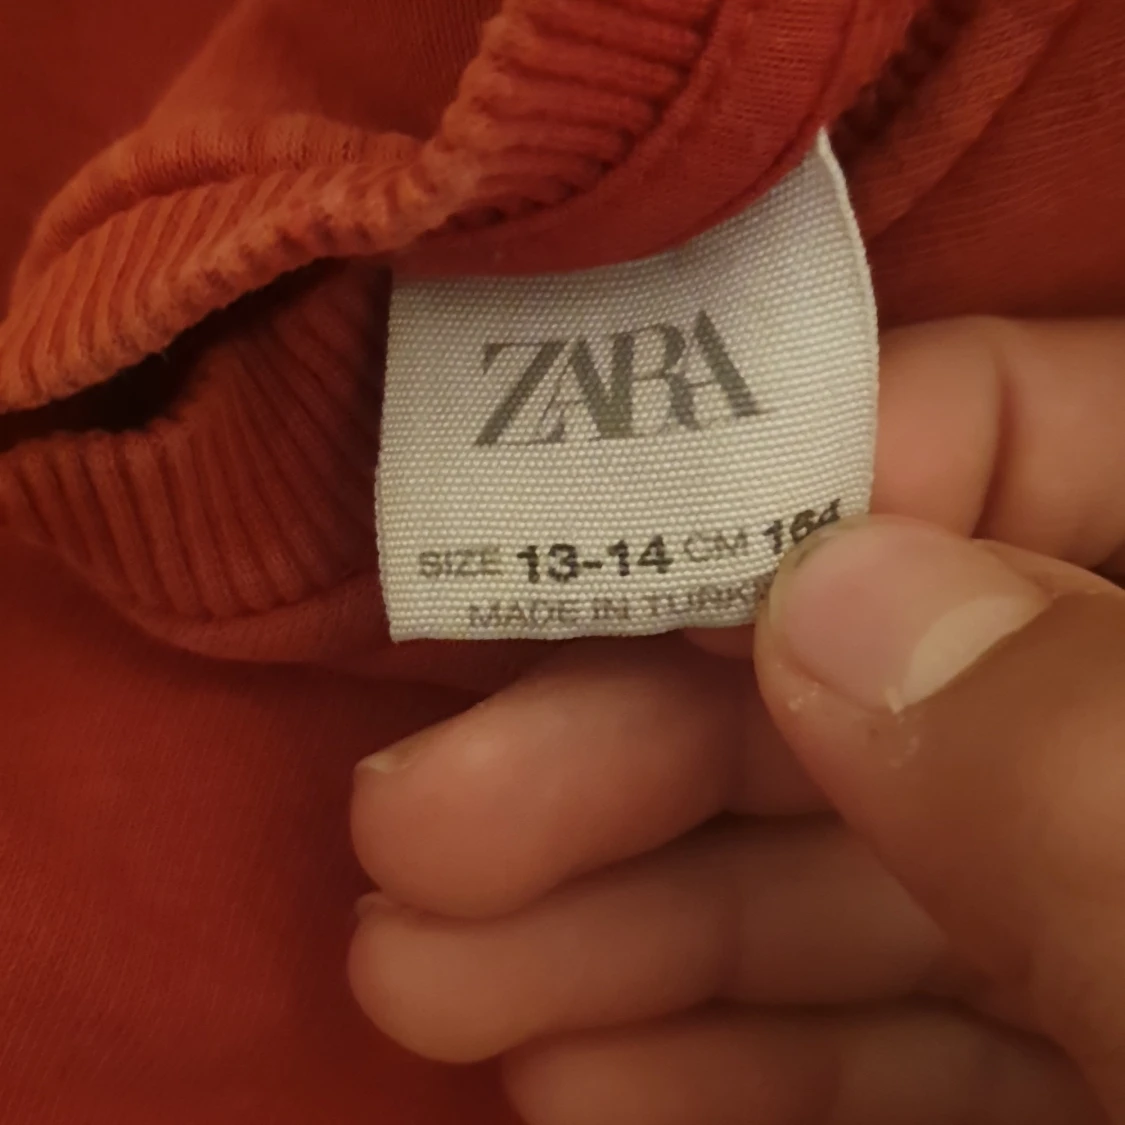 ZARA
SIZE 13-14 CM 164
MADE IN